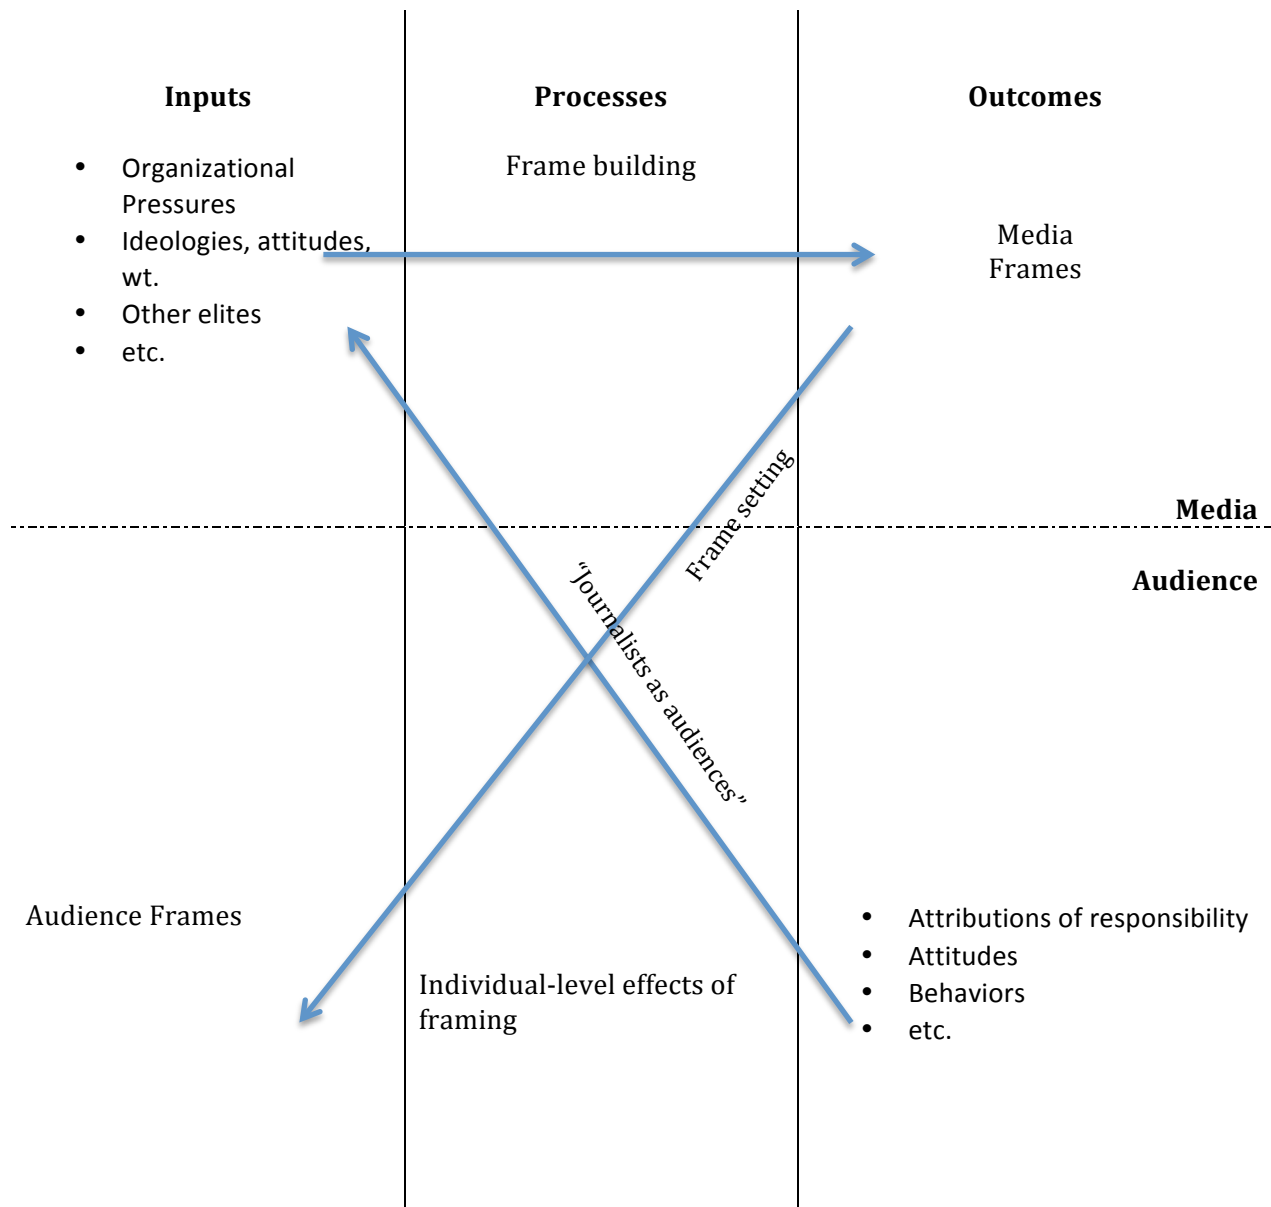 Inputs
Processes
Outcomes
• Organizational
Pressures
• Ideologies, attitudes,
wt.
• Other elites
• etc.
Frame building
Media
Frames
Frame setting
Media
Audience
“Journalists as audiences”
Audience Frames
Individual-level effects of
framing
• Attributions of responsibility
• Attitudes
• Behaviors
• etc.